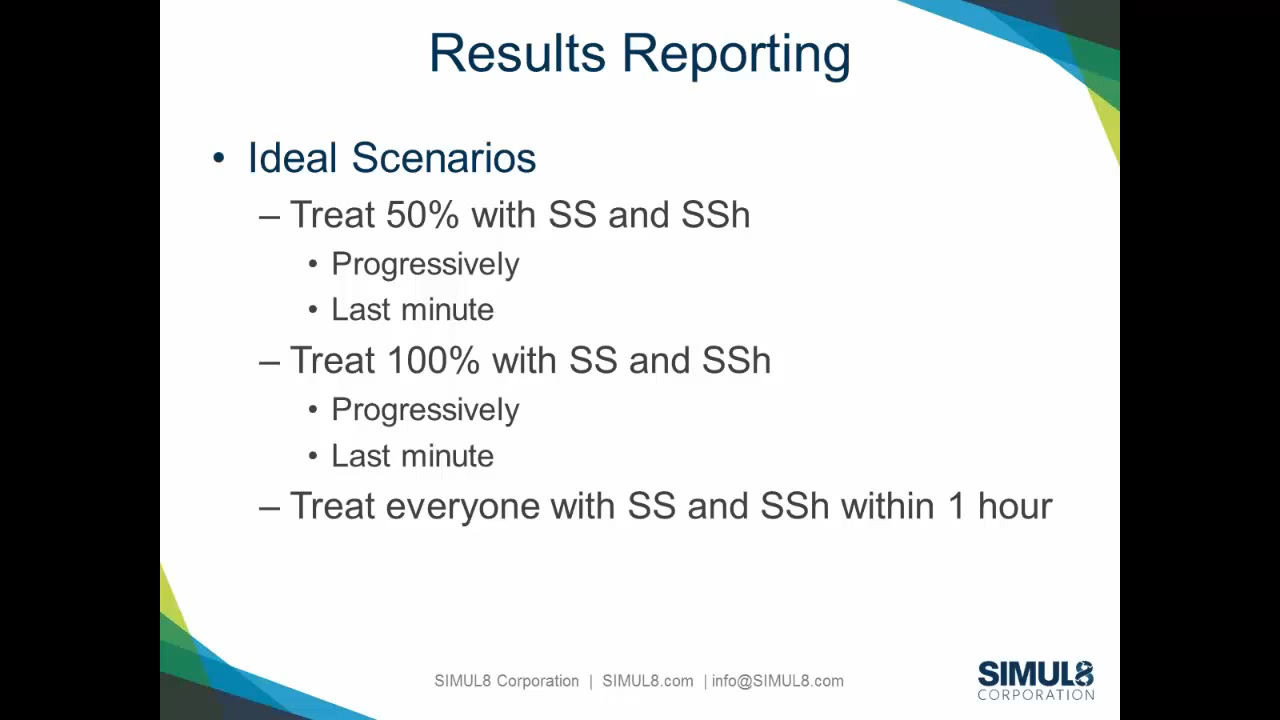 Results Reporting
• Ideal Scenarios
– Treat 50% with SS and SSh
• Progressively
• Last minute
– Treat 100% with SS and SSh
• Progressively
• Last minute
– Treat everyone with SS and SSh within 1 hour
SIMUL8 Corporation | SIMUL8.com | info@SIMUL8.com
SIMUL8
CORPORATION